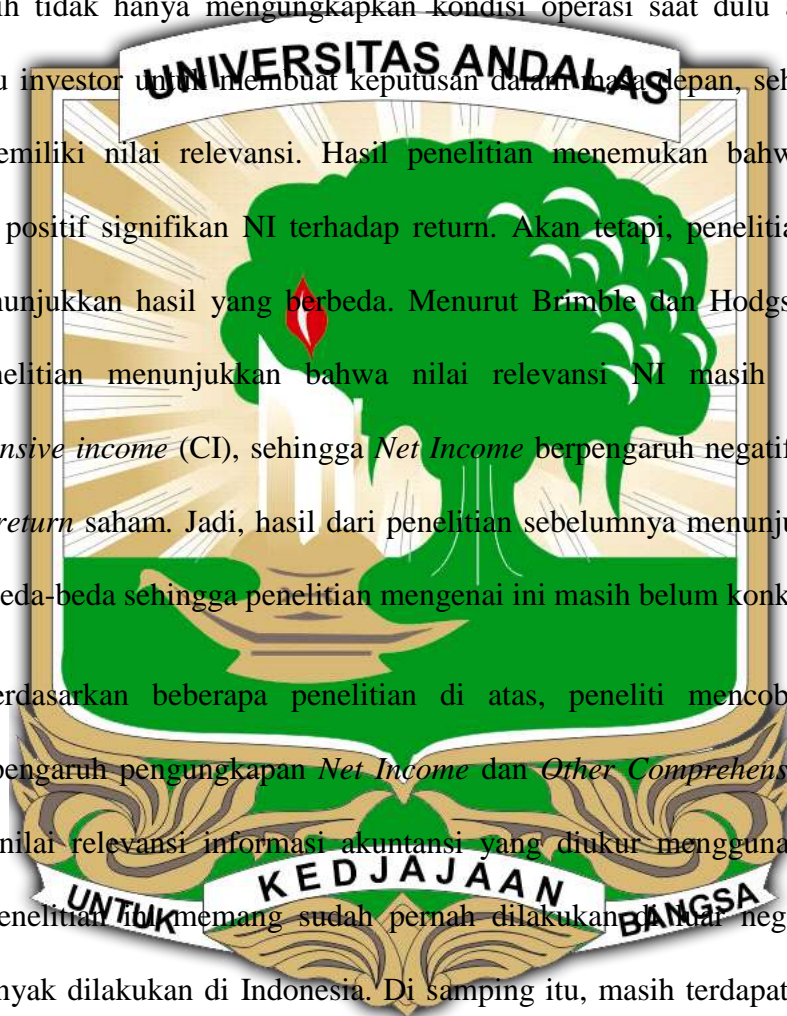 ih tidak hanya mengungkapkan kondisi operasi saat dulu
UNIVERSITAS ANDALAS
u investor untuk membuat keputusan dalam masa depan, seh
emiliki nilai relevansi. Hasil penelitian menemukan bahw
positif signifikan NI terhadap return. Akan tetapi, penelitia
nunjukkan hasil yang berbeda. Menurut Brimble dan Hodgs
nelitian menunjukkan bahwa nilai relevansi NI masih
nsive income (CI), sehingga Net Income berpengaruh negatif
return saham. Jadi, hasil dari penelitian sebelumnya menunju
eda-beda sehingga penelitian mengenai ini masih belum konk
erdasarkan beberapa penelitian di atas, peneliti mencob
pengaruh pengungkapan Net Income dan Other Comprehens
nilai relevansi informasi akuntansi yang diukur mengguna
enelitian ini memang sudah pernah dilakukan di luar neg
nyak dilakukan di Indonesia. Di samping itu, masih terdapat
UNTUK KEDJAJAAN BANGSA